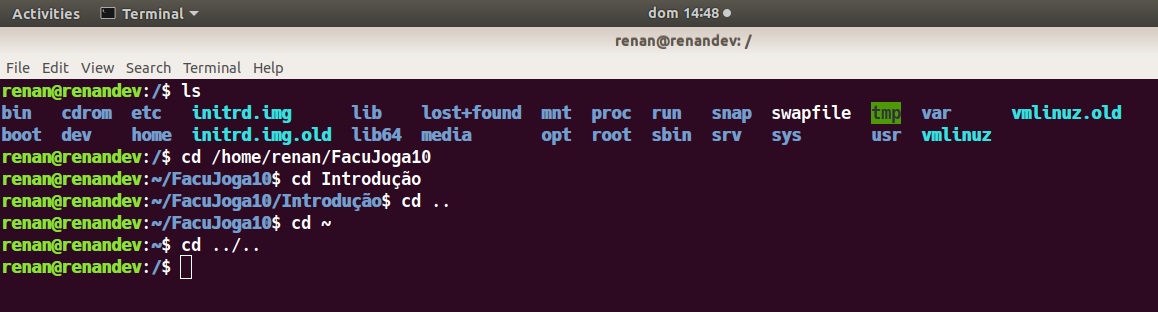 Activities Terminal dom 14:48
renan@renandev: /
File Edit View Search Terminal Help
renan@renandev:/$ ls
bin cdrom etc initrd.img lib lost+found mnt proc run snap swapfile tmp var vmlinuz.old
boot dev home initrd.img.old lib64 media opt root sbin srv sys usr vmlinuz
renan@renandev:/$ cd /home/renan/FacuJoga10
renan@renandev:~/FacuJoga10$ cd Introdução
renan@renandev:~/FacuJoga10/Introdução$ cd ..
renan@renandev:~/FacuJoga10$ cd ~
renan@renandev:~$ cd ../..
renan@renandev:/$